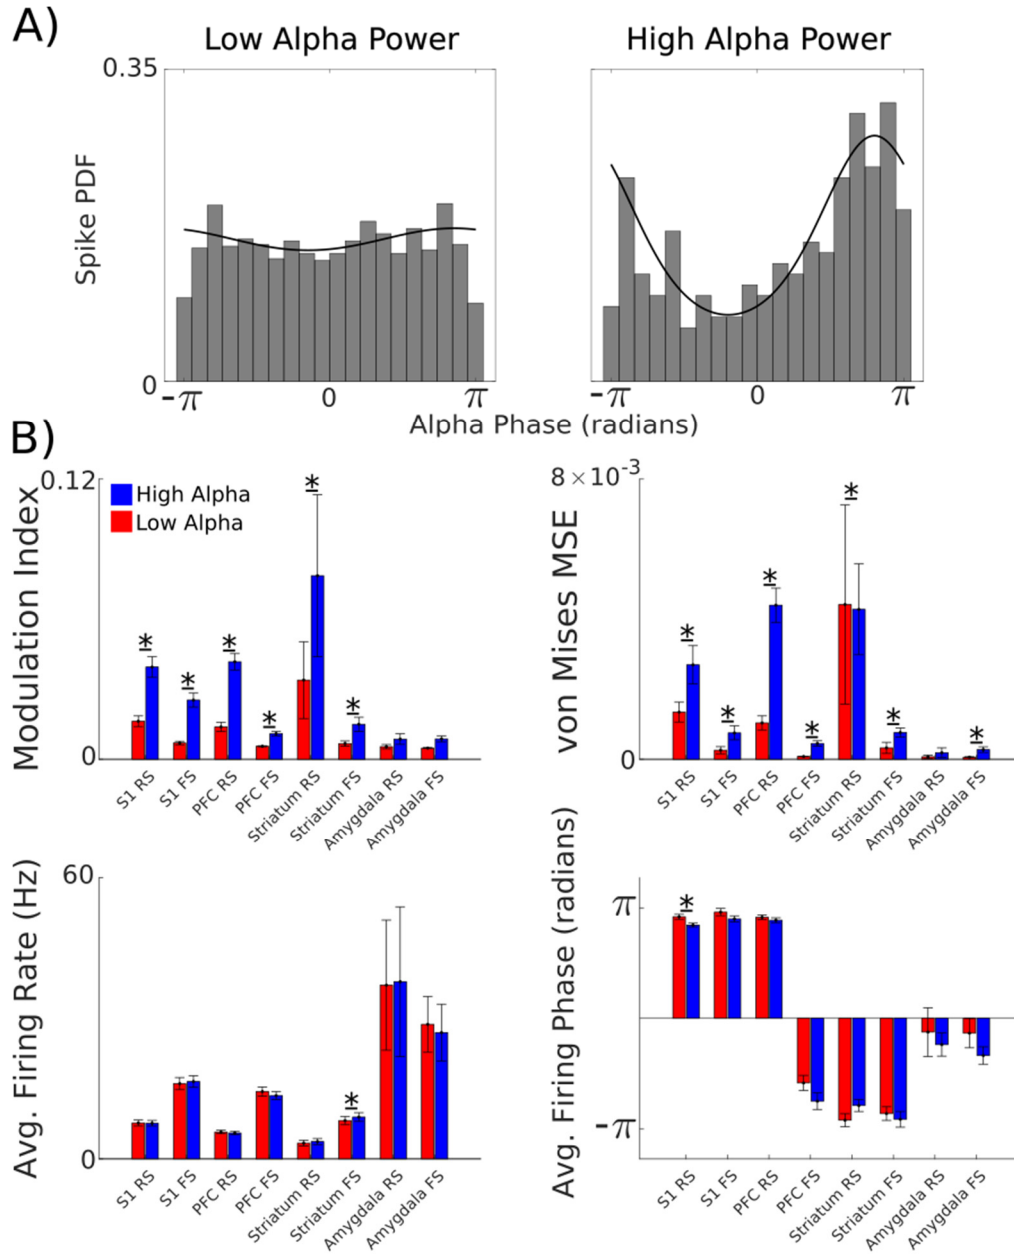 A)
Low Alpha Power
High Alpha Power
0.35
Spike PDF
0
-π
0
π
-π
0
π
Alpha Phase (radians)
B)
Modulation Index
0.12
0
High Alpha
Low Alpha
*
*
*
*
*
*
S1 RS
S1 FS
PFC RS
PFC FS
Striatum RS
Striatum FS
Amygdala RS
Amygdala FS
von Mises MSE
8×10⁻³
0
*
*
*
*
*
*
*
S1 RS
S1 FS
PFC RS
PFC FS
Striatum RS
Striatum FS
Amygdala RS
Amygdala FS
Avg. Firing Rate (Hz)
60
0
*
S1 RS
S1 FS
PFC RS
PFC FS
Striatum RS
Striatum FS
Amygdala RS
Amygdala FS
Avg. Firing Phase (radians)
π
-π
*
S1 RS
S1 FS
PFC RS
PFC FS
Striatum RS
Striatum FS
Amygdala RS
Amygdala FS